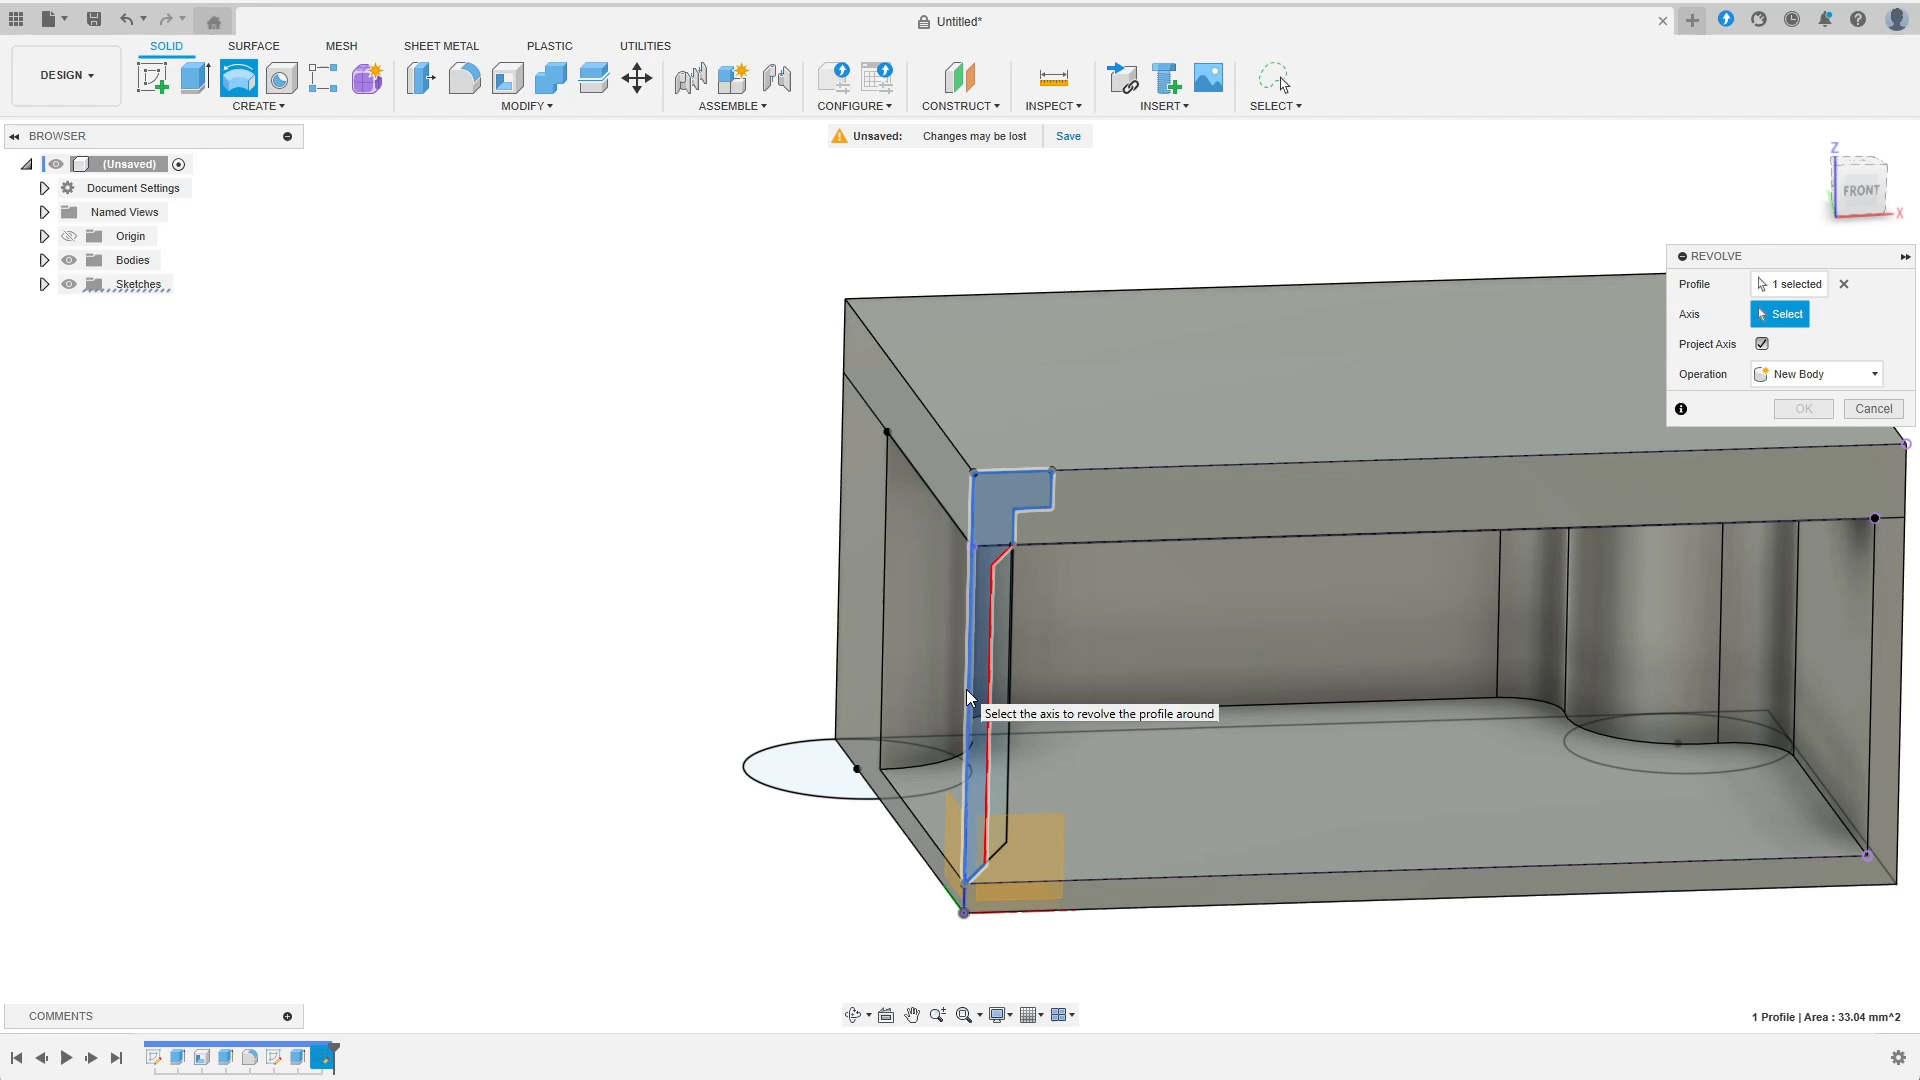 Untitled*
SOLID SURFACE MESH SHEET METAL PLASTIC UTILITIES
DESIGN
CREATE MODIFY ASSEMBLE CONFIGURE CONSTRUCT INSPECT INSERT SELECT
BROWSER
Unsaved: Changes may be lost Save
(Unsaved)
Document Settings
Named Views
Origin
Bodies
Sketches
Z
FRONT
X
REVOLVE
Profile 1 selected
Axis Select
Project Axis
Operation New Body
OK Cancel
Select the axis to revolve the profile around
COMMENTS
1 Profile | Area : 33.04 mm^2